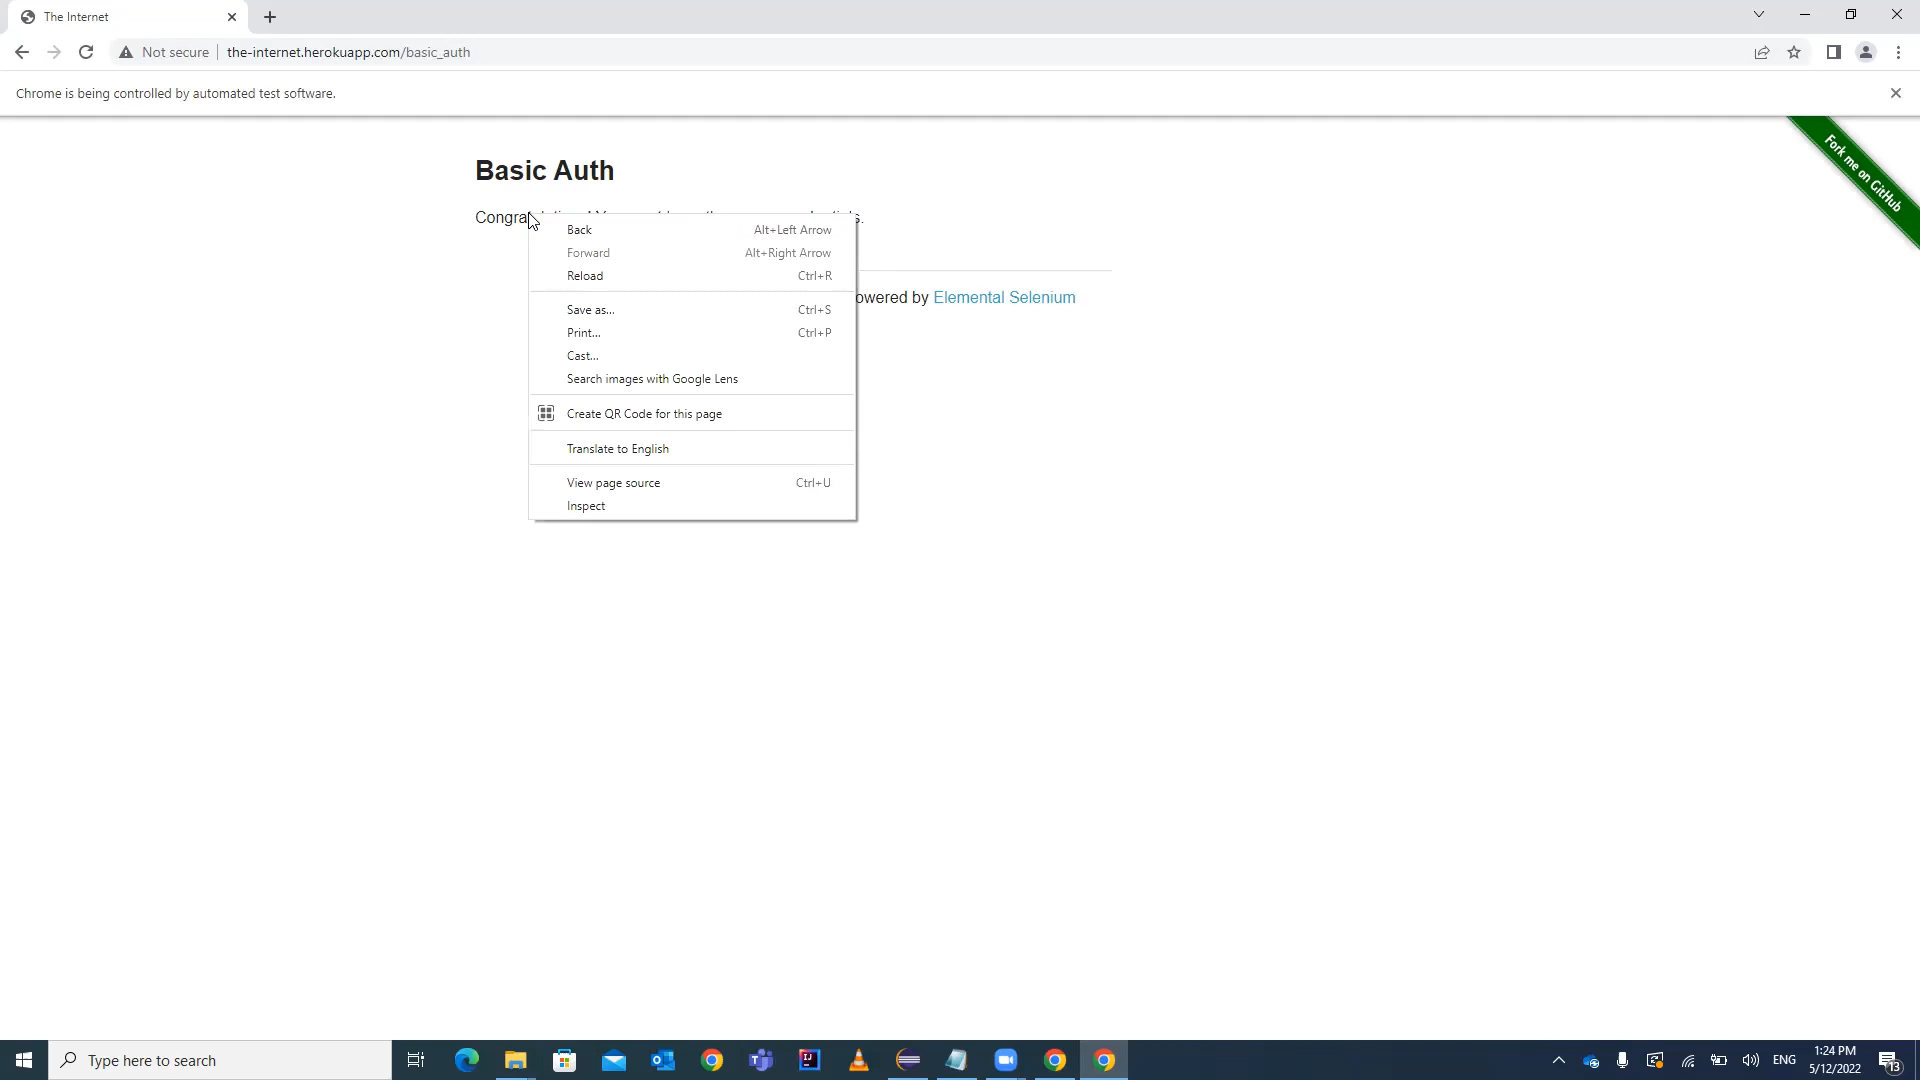 The Internet
Not secure
the-internet.herokuapp.com/basic_auth
Chrome is being controlled by automated test software.
Fork me on GitHub
Basic Auth
Back Alt+Left Arrow
Forward Alt+Right Arrow
Reload Ctrl+R
owered by Elemental Selenium
Save as... Ctrl+S
Print... Ctrl+P
Cast...
Search images with Google Lens
Create QR Code for this page
Translate to English
View page source Ctrl+U
Inspect
Type here to search
ENG
1:24 PM
5/12/2022
13